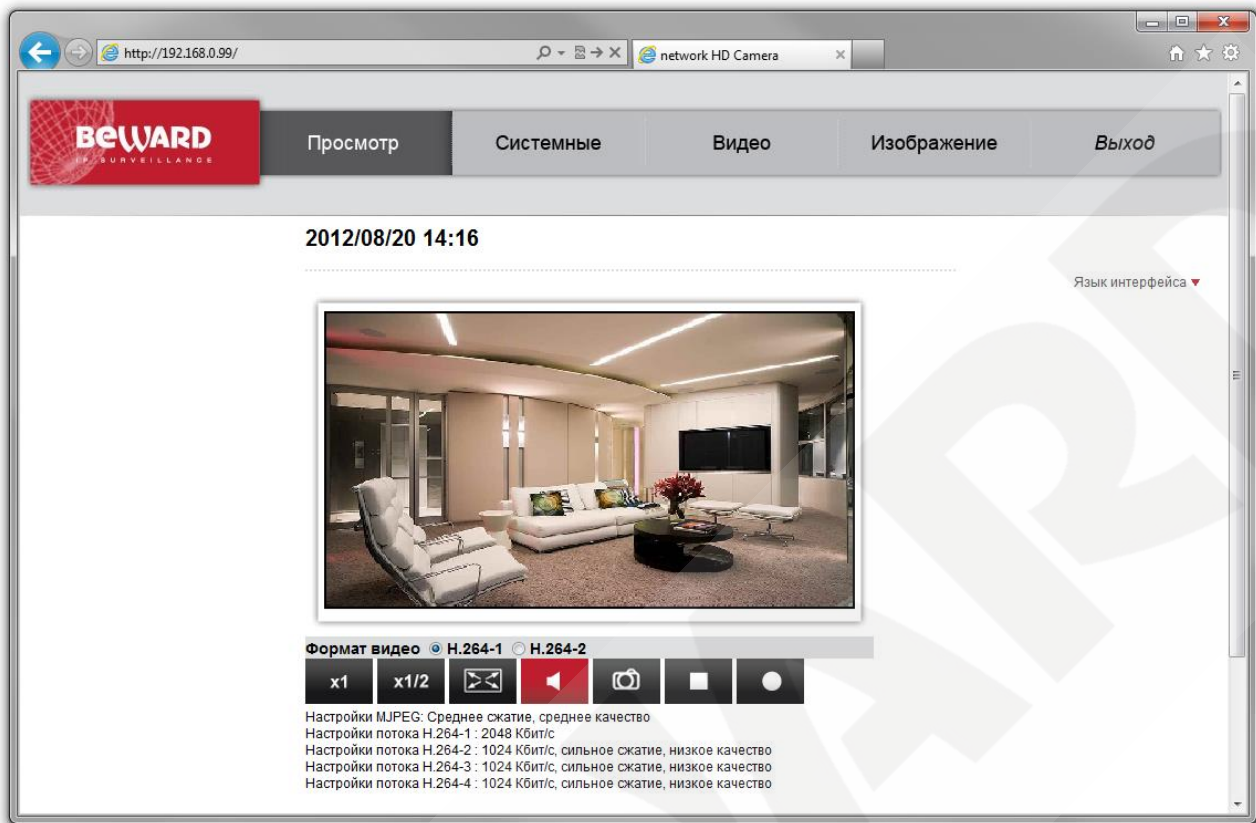 http://192.168.0.99/
network HD Camera
BEWARD
IP SURVEILLANCE
Просмотр
Системные
Видео
Изображение
Выход
2012/08/20 14:16
Язык интерфейса
Формат видео H.264-1 H.264-2
x1 x1/2
Настройки MJPEG: Среднее сжатие, среднее качество
Настройки потока H.264-1 : 2048 Кбит/с
Настройки потока H.264-2 : 1024 Кбит/с, сильное сжатие, низкое качество
Настройки потока H.264-3 : 1024 Кбит/с, сильное сжатие, низкое качество
Настройки потока H.264-4 : 1024 Кбит/с, сильное сжатие, низкое качество